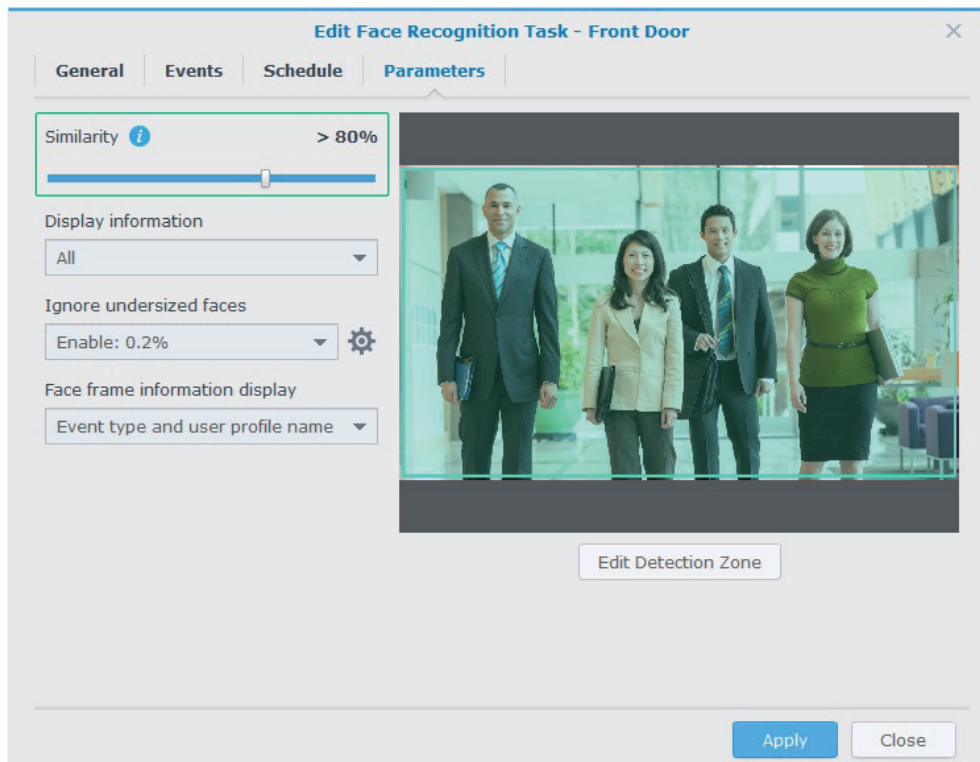 Edit Face Recognition Task - Front Door
General Events Schedule Parameters
Similarity i > 80%
Display information
All
Ignore undersized faces
Enable: 0.2%
Face frame information display
Event type and user profile name
Edit Detection Zone
Apply Close